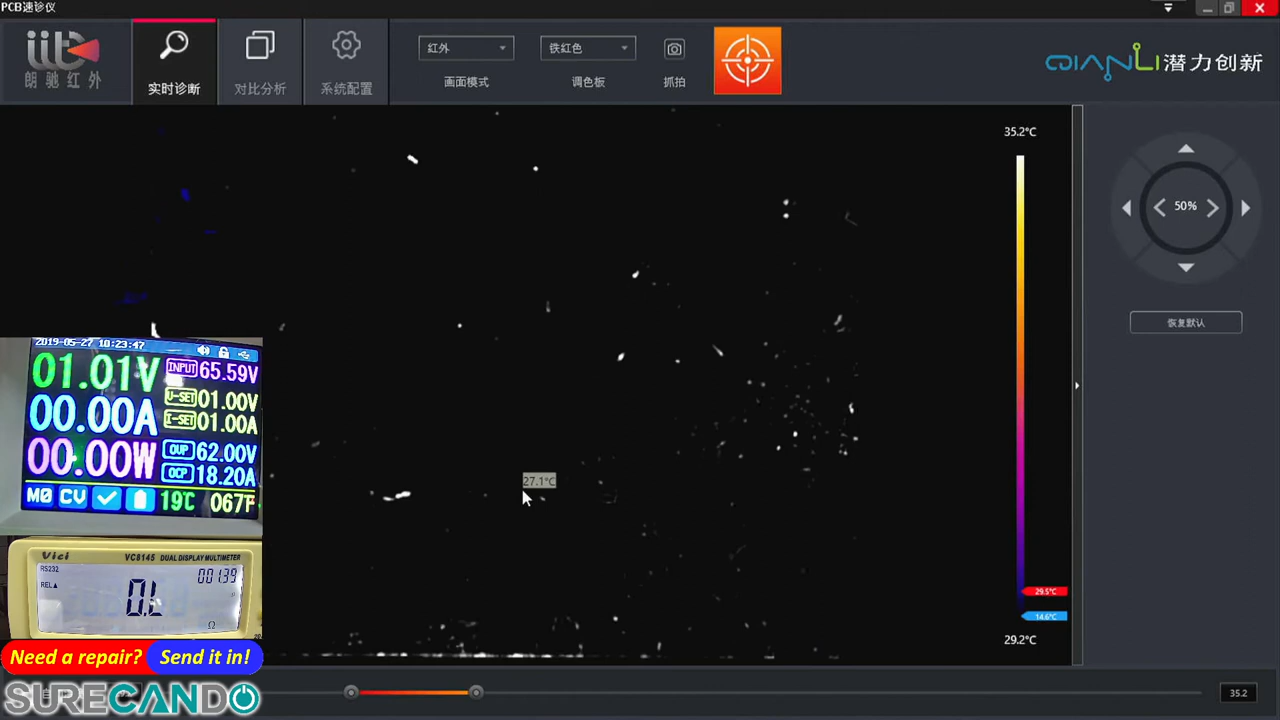 PCB速诊仪
iit
朗驰红外
实时诊断
对比分析
系统配置
红外
画面模式
铁红色
调色板
抓拍
QIANLI潜力创新
35.2℃
50%
恢复默认
27.1℃
29.5℃
14.6℃
29.2℃
35.2
2019-05-27 10:23:47
01.01V
INPUT 65.59V
V-SET 01.00V
00.00A
I-SET 01.00A
00.00W
OVP 62.00V
OCP 18.20A
M0 CV 19℃ 067℉
Vici VC8145 DUAL DISPLAY MULTIMETER
RS232
REL▲
00139
O.L
Ω
Need a repair? Send it in!
SURECANDO